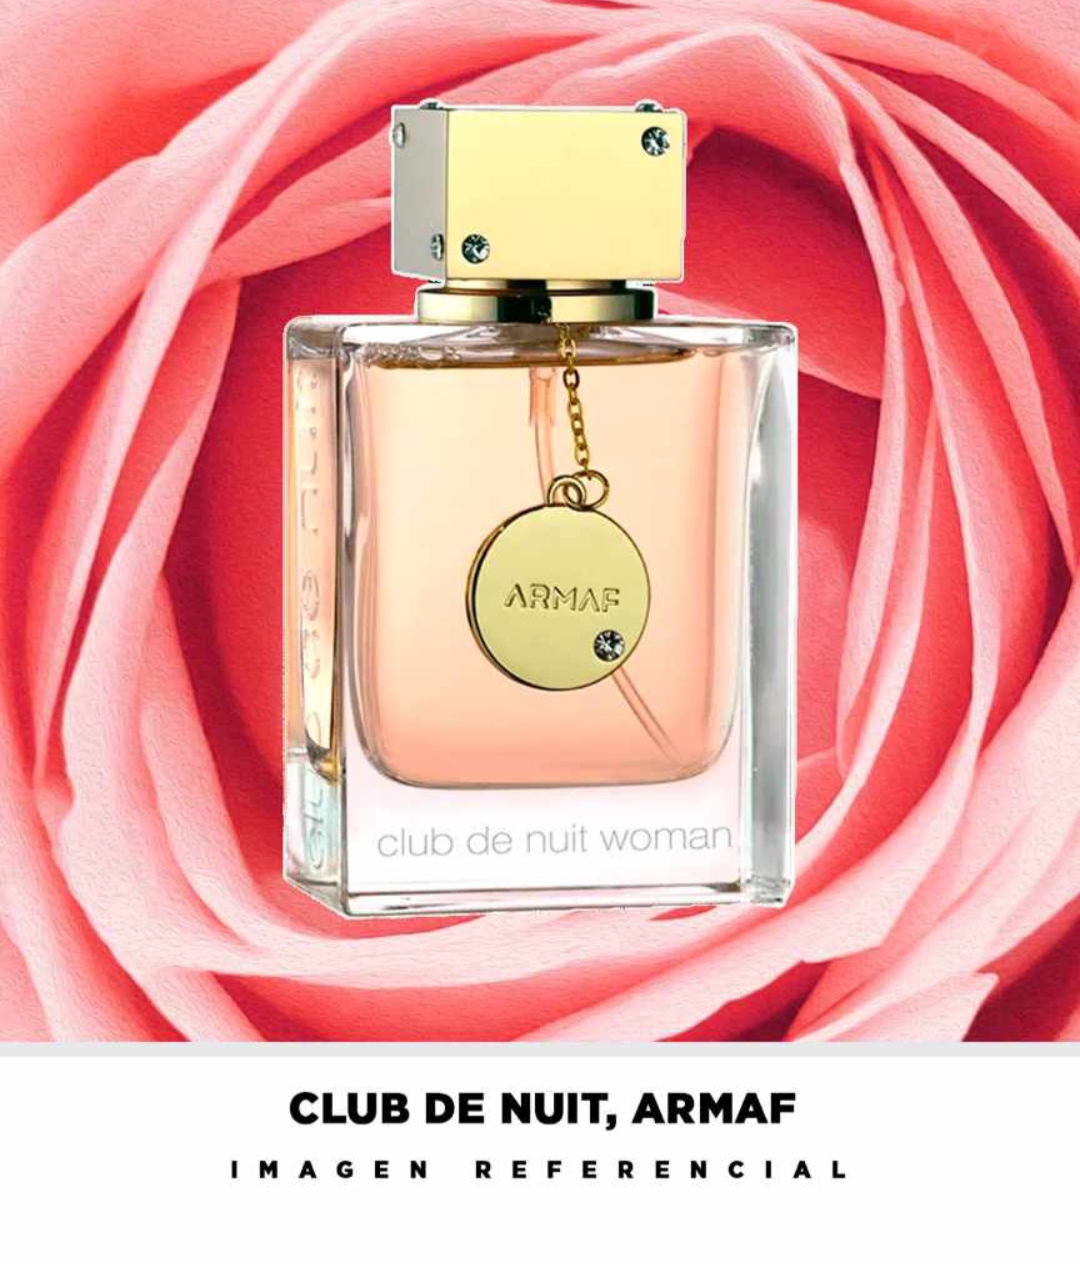 ARMAF
club de nuit woman
CLUB DE NUIT, ARMAF
IMAGEN REFERENCIAL